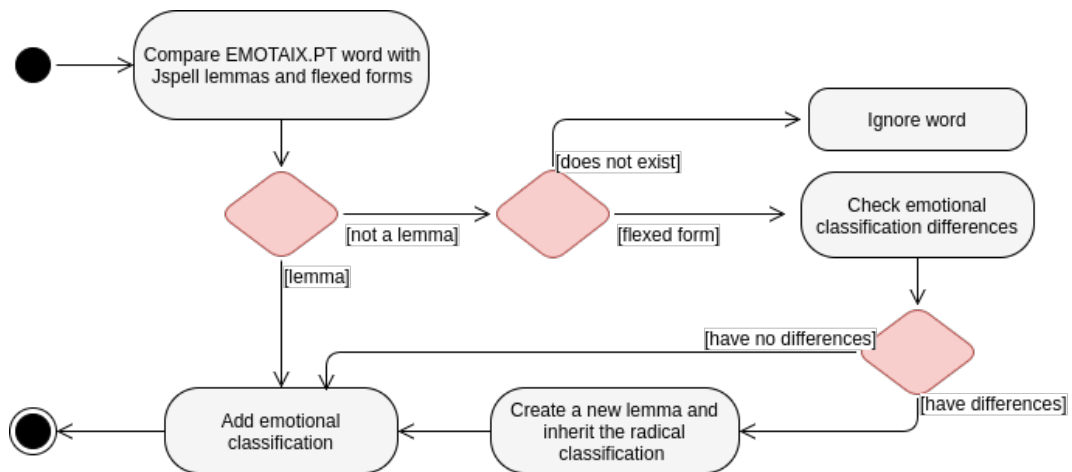 Compare EMOTAIX.PT word with
Jspell lemmas and flexed forms
Ignore word
[does not exist]
Check emotional
classification differences
[not a lemma]
[flexed form]
[lemma]
[have no differences]
[have differences]
Create a new lemma and
inherit the radical
classification
Add emotional
classification